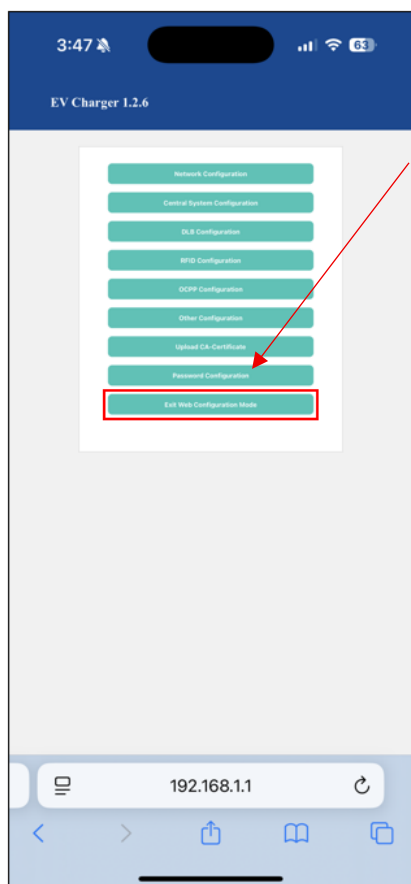 3:47
63
EV Charger 1.2.6
Network Configuration
Central System Configuration
DLB Configuration
RFID Configuration
OCPP Configuration
Other Configuration
Upload CA-Certificate
Password Configuration
Exit Web Configuration Mode
192.168.1.1